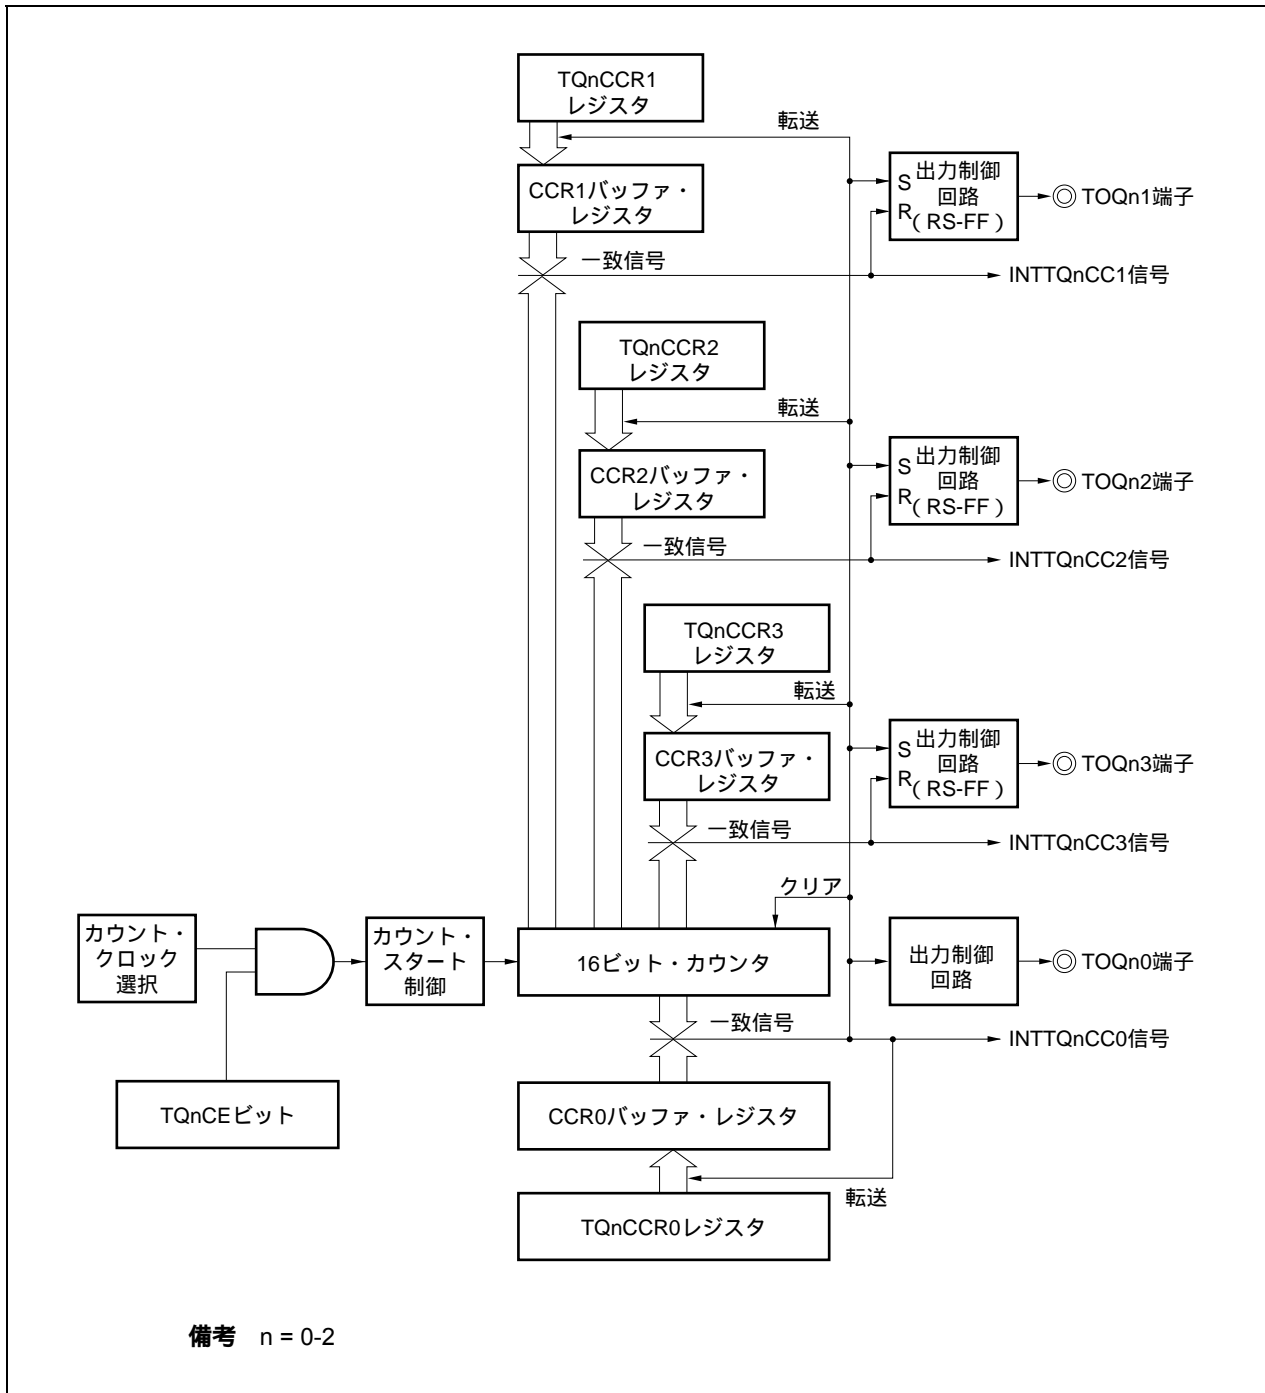 TQnCCR1
レジスタ
転送
CCR1バッファ・
レジスタ
S 出力制御
回路
R (RS-FF)
TOQn1端子
一致信号
INTTQnCC1信号
TQnCCR2
レジスタ
転送
CCR2バッファ・
レジスタ
S 出力制御
回路
R (RS-FF)
TOQn2端子
一致信号
INTTQnCC2信号
TQnCCR3
レジスタ
転送
CCR3バッファ・
レジスタ
S 出力制御
回路
R (RS-FF)
TOQn3端子
一致信号
INTTQnCC3信号
クリア
カウント・
クロック
選択
カウント・
スタート
制御
16ビット・カウンタ
出力制御
回路
TOQn0端子
一致信号
INTTQnCC0信号
TQnCEビット
CCR0バッファ・レジスタ
転送
TQnCCR0レジスタ
備考 n = 0-2